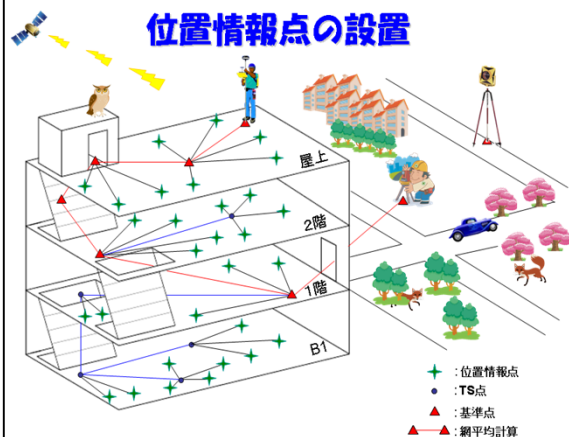 位置情報点の設置
屋上
2階
1階
B1
：位置情報点
：TS点
：基準点
：網平均計算